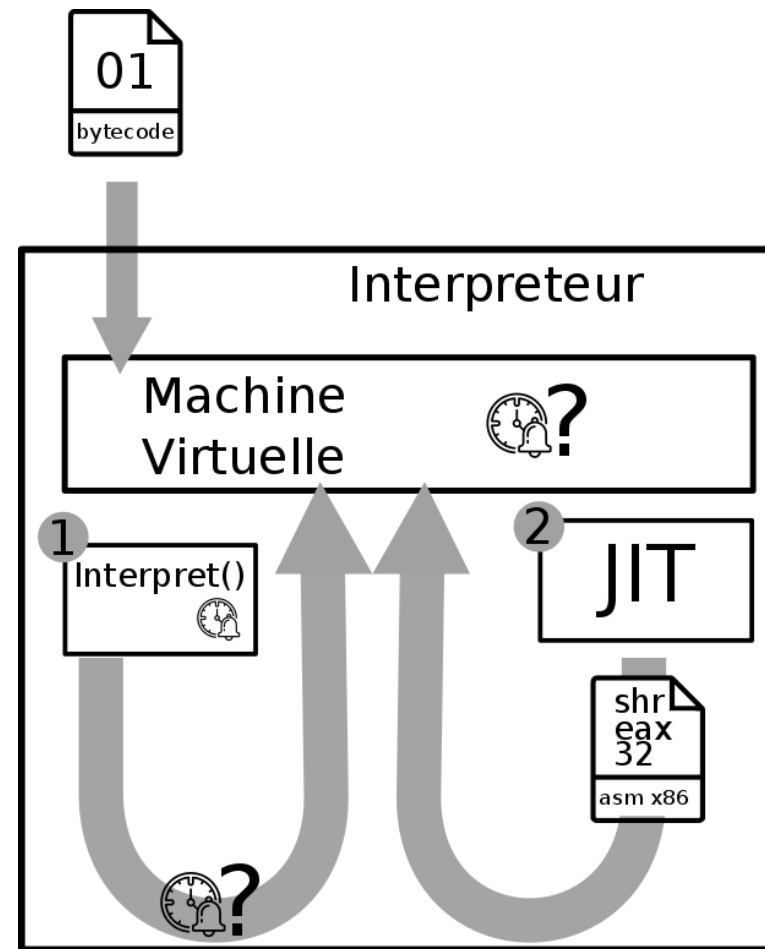 01
bytecode
Interpreteur
Machine
Virtuelle
?
1
Interpret()
2
JIT
shr
eax
32
asm x86
?